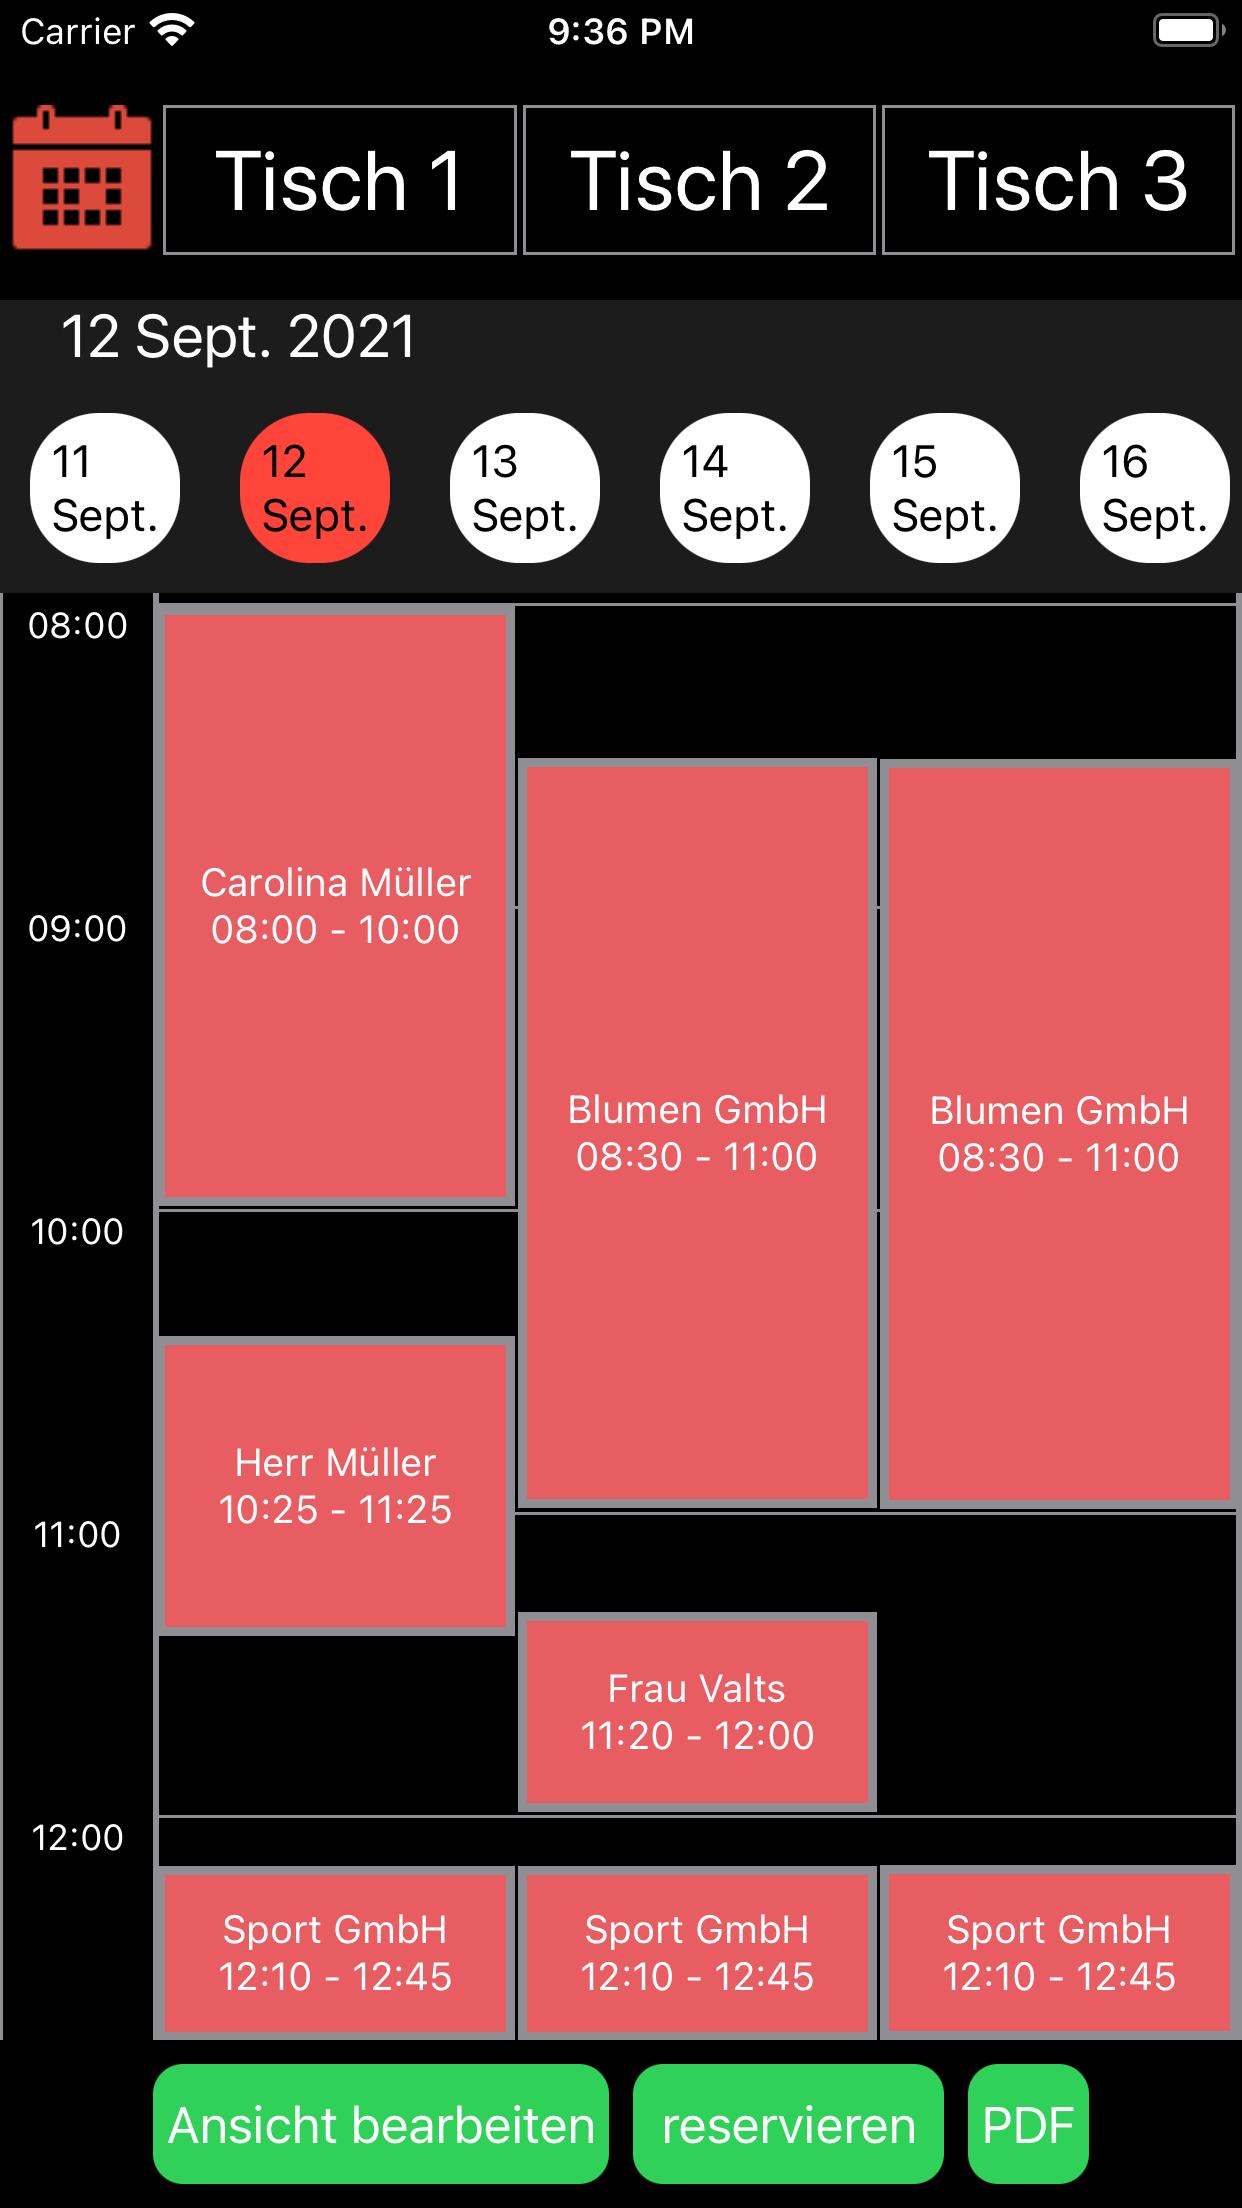 Carrier
9:36 PM
Tisch 1
Tisch 2
Tisch 3
12 Sept. 2021
11
Sept.
12
Sept.
13
Sept.
14
Sept.
15
Sept.
16
Sept.
08:00
Carolina Müller
08:00 - 10:00
09:00
Blumen GmbH
08:30 - 11:00
Blumen GmbH
08:30 - 11:00
10:00
Herr Müller
10:25 - 11:25
11:00
Frau Valts
11:20 - 12:00
12:00
Sport GmbH
12:10 - 12:45
Sport GmbH
12:10 - 12:45
Sport GmbH
12:10 - 12:45
Ansicht bearbeiten
reservieren
PDF